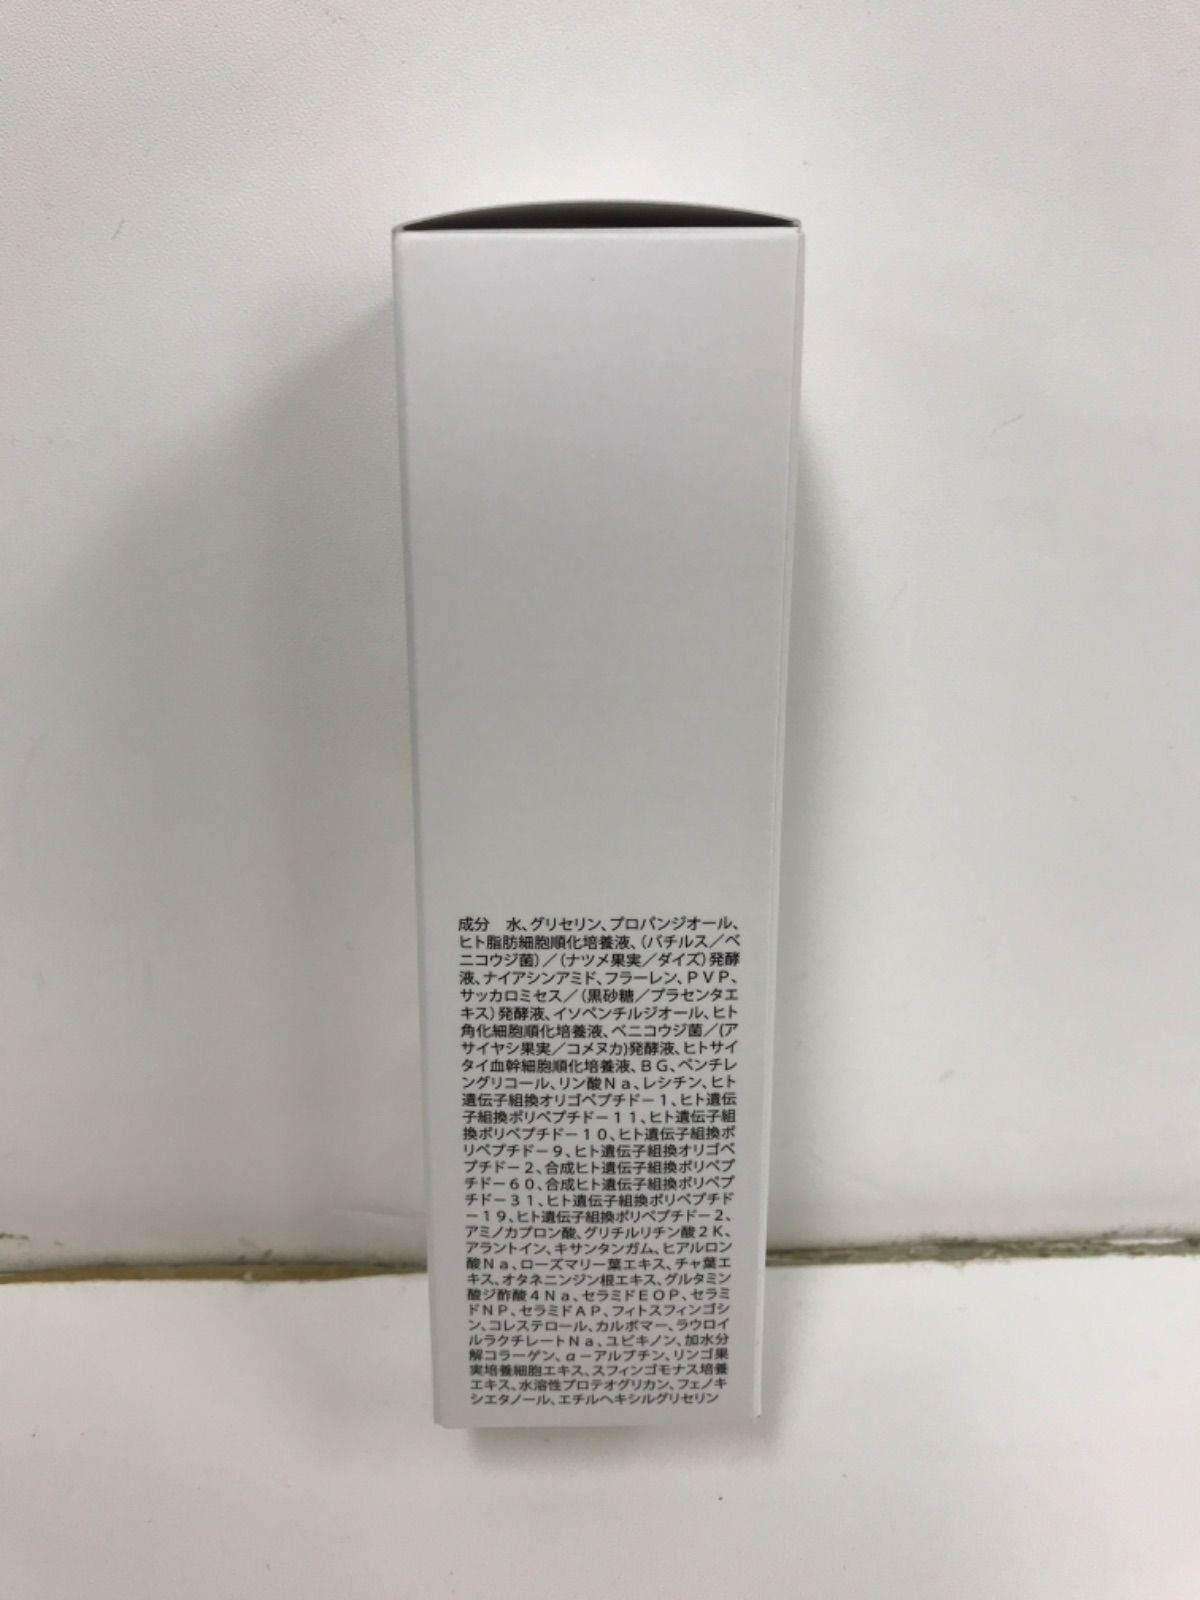 成分　水、グリセリン、プロパンジオール、
ヒト脂肪細胞順化培養液、(バチルス／ベ
ニコウジ菌)／(ナツメ果実／ダイズ)発酵
液、ナイアシンアミド、フラーレン、ＰＶＰ、
サッカロミセス／(黒砂糖／プラセンタエ
キス)発酵液、イソペンチルジオール、ヒト
角化細胞順化培養液、ベニコウジ菌／(ア
サイヤシ果実／コメヌカ)発酵液、ヒトサイ
タイ血幹細胞順化培養液、ＢＧ、ペンチレ
ングリコール、リン酸Ｎａ、レシチン、ヒト
遺伝子組換オリゴペプチド－１、ヒト遺伝
子組換ポリペプチド－１１、ヒト遺伝子組
換ポリペプチド－１０、ヒト遺伝子組換ポ
リペプチド－９、ヒト遺伝子組換オリゴペ
プチド－２、合成ヒト遺伝子組換ポリペプ
チド－６０、合成ヒト遺伝子組換ポリペプ
チド－３１、ヒト遺伝子組換ポリペプチド
－１９、ヒト遺伝子組換ポリペプチド－２、
アミノカプロン酸、グリチルリチン酸２Ｋ、
アラントイン、キサンタンガム、ヒアルロン
酸Ｎａ、ローズマリー葉エキス、チャ葉エ
キス、オタネニンジン根エキス、グルタミン
酸ジ酢酸４Ｎａ、セラミドＥＯＰ、セラミ
ドＮＰ、セラミドＡＰ、フィトスフィンゴシ
ン、コレステロール、カルボマー、ラウロイ
ルラクチレートＮａ、ユビキノン、加水分
解コラーゲン、α－アルブチン、リンゴ果
実培養細胞エキス、スフィンゴモナス培養
エキス、水溶性プロテオグリカン、フェノキ
シエタノール、エチルヘキシルグリセリン